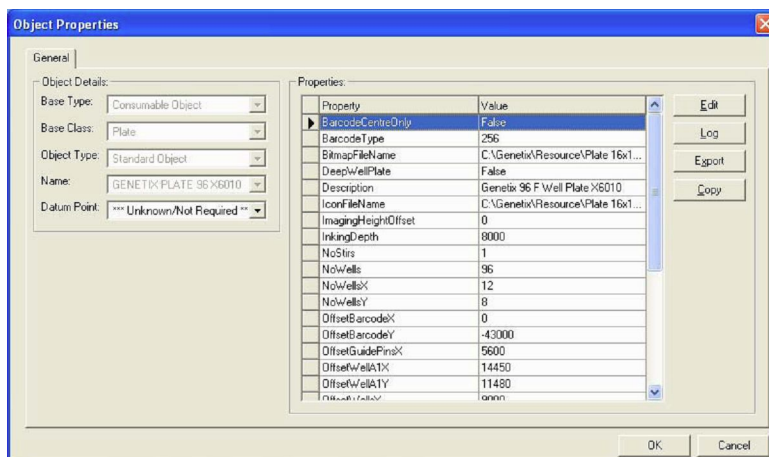 Object Properties
General
Object Details:
Base Type: Consumable Object
Base Class: Plate
Object Type: Standard Object
Name: GENETIX PLATE 96 X6010
Datum Point: *** Unknown/Not Required **
Properties:
Property Value
BarcodeCentreOnly False
BarcodeType 256
BitmapFileName C:\Genetix\Resource\Plate 16x1...
DeepWellPlate False
Description Genetix 96 F Well Plate X6010
IconFileName C:\Genetix\Resource\Plate 16x1...
ImagingHeightOffset 0
InkingDepth 8000
NoStirs 1
NoWells 96
NoWellsX 12
NoWellsY 8
OffsetBarcodeX 0
OffsetBarcodeY -43000
OffsetGuidePinsX 5600
OffsetWellA1X 14450
OffsetWellA1Y 11480
Edit
Log
Export
Copy
OK Cancel